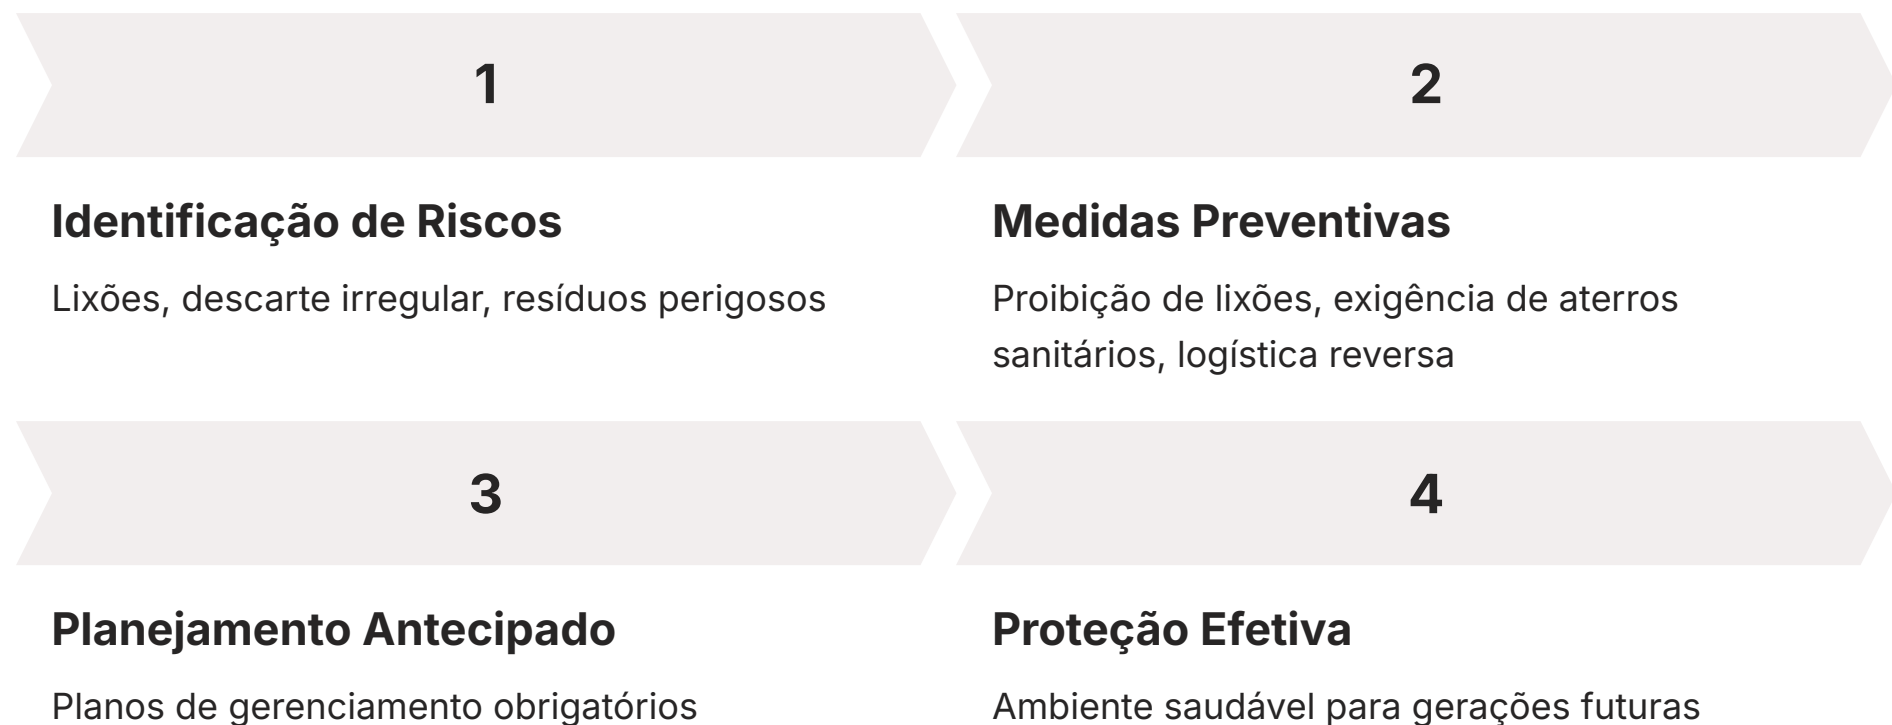 1
Identificação de Riscos
Lixões, descarte irregular, resíduos perigosos
2
Medidas Preventivas
Proibição de lixões, exigência de aterros
sanitários, logística reversa
3
Planejamento Antecipado
Planos de gerenciamento obrigatórios
4
Proteção Efetiva
Ambiente saudável para gerações futuras